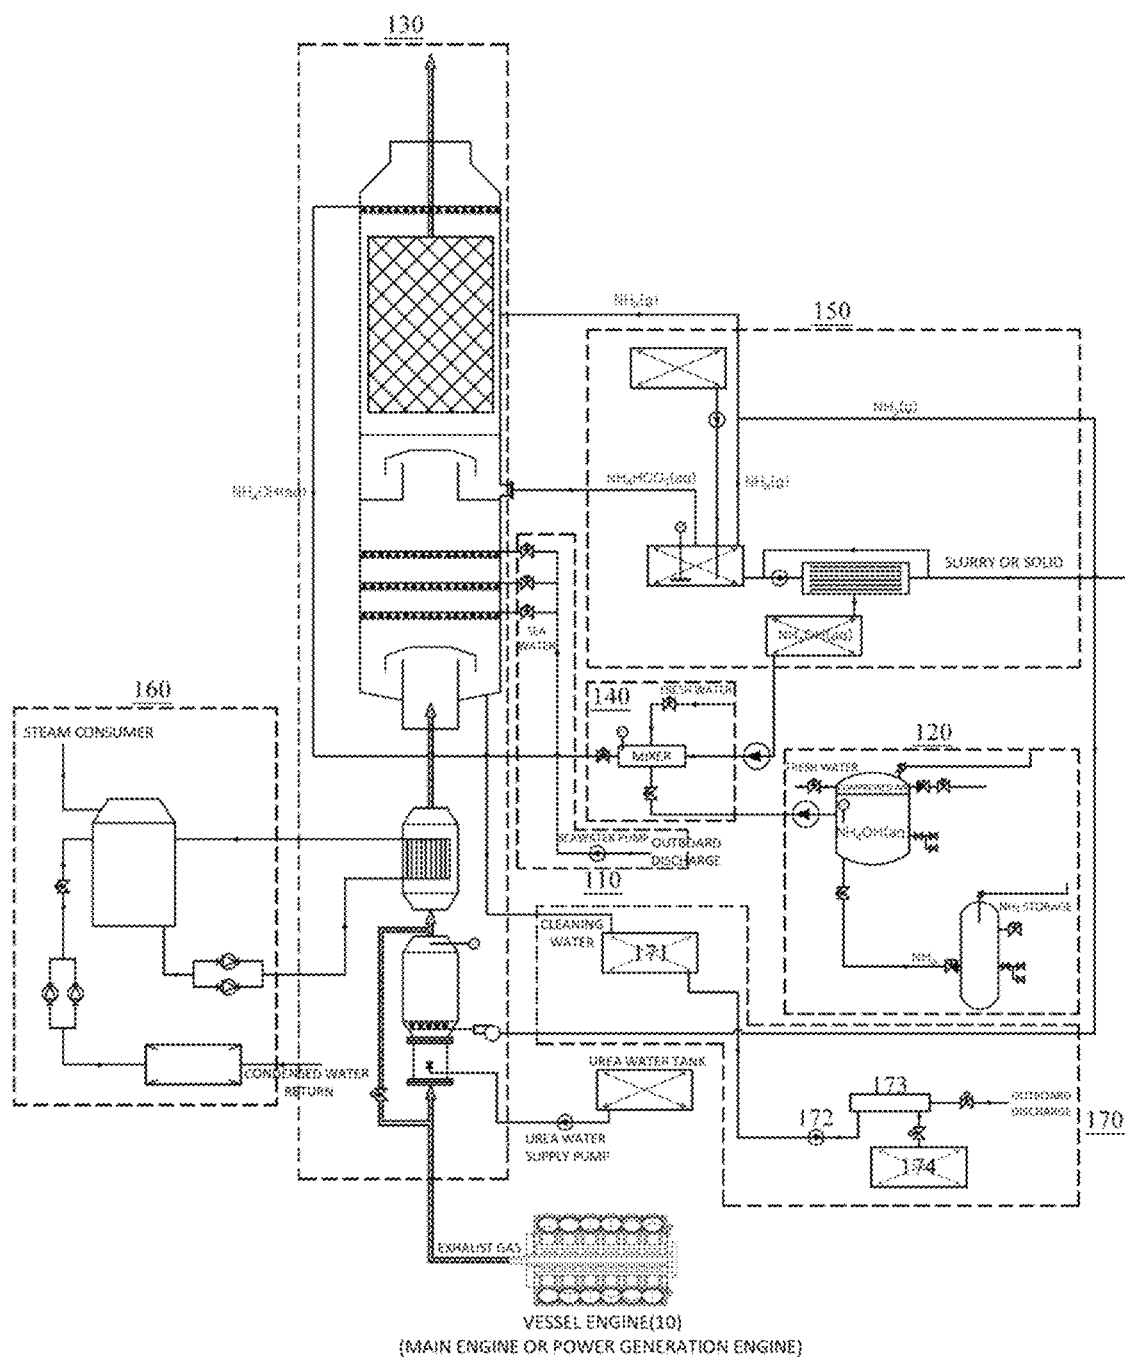 130
NH₃(g)
150
NH₃(g)
NH₄OH(aq)
NH₄HCO₃(aq)
NH₃(g)
SLURRY OR SOLID
SEA
WATER
NH₄OH(aq)
160
140
FRESH WATER
STEAM CONSUMER
120
MIXER
FRESH WATER
NH₄OH(aq)
SEAWATER PUMP
OUTBOARD
DISCHARGE
110
NH₃ STORAGE
CLEANING
WATER
171
NH₃
UREA WATER TANK
CONDENSED WATER
RETURN
173
OUTBOARD
DISCHARGE
172
170
UREA WATER
SUPPLY PUMP
174
EXHAUST GAS
VESSEL ENGINE(10)
(MAIN ENGINE OR POWER GENERATION ENGINE)